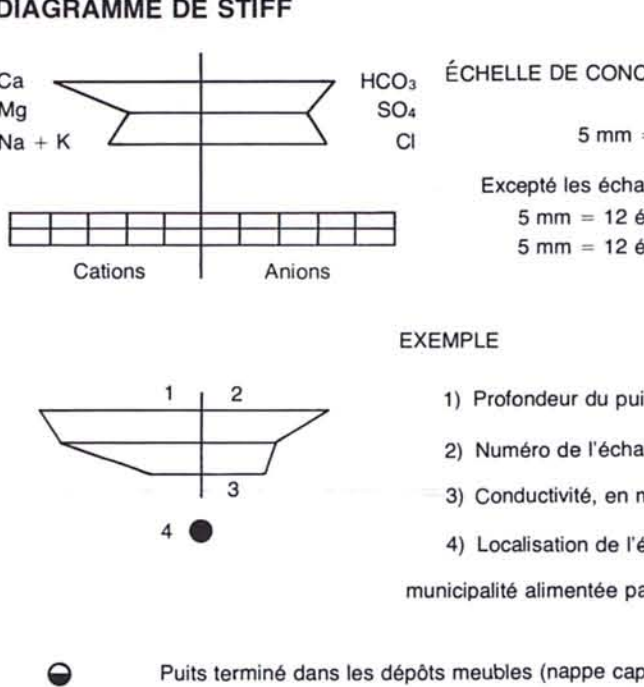 DIAGRAMME DE STIFF
Ca HCO₃ ÉCHELLE DE CONC
Mg SO₄
Na + K Cl 5 mm =
Excepté les écha
5 mm = 12 é
5 mm = 12 é
Cations Anions
EXEMPLE
1 2
1) Profondeur du pui
2) Numéro de l'écha
3
3) Conductivité, en m
4
4) Localisation de l'é
municipalité alimentée pa
Puits terminé dans les dépôts meubles (nappe cap